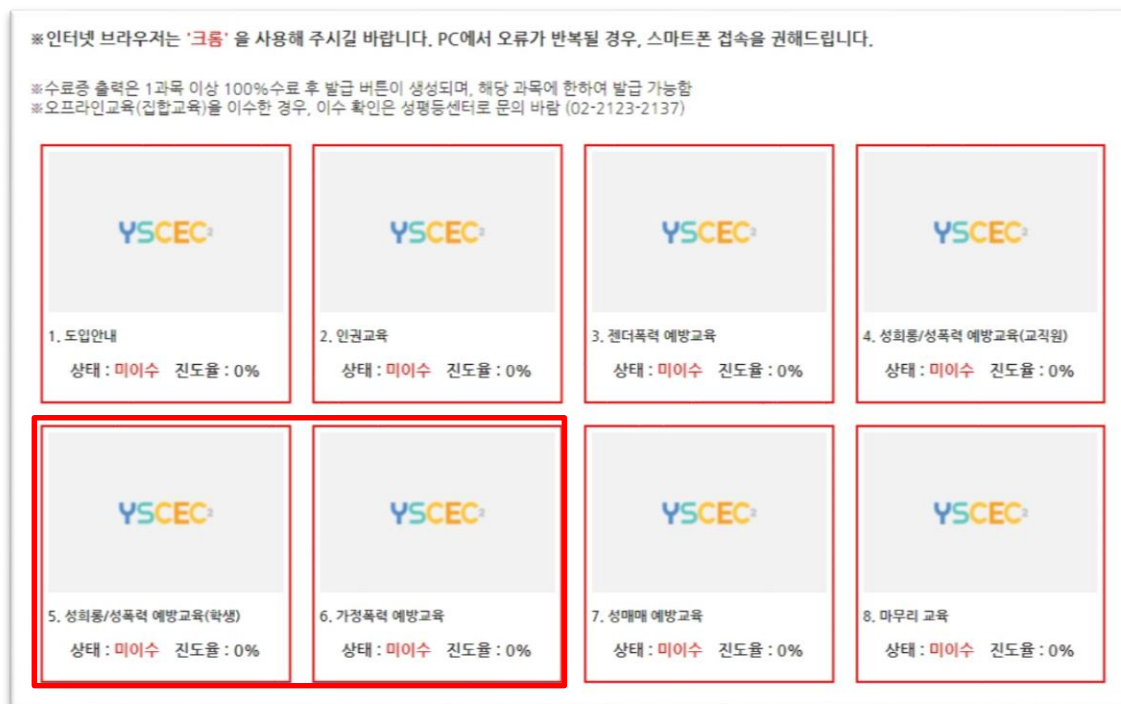 ※인터넷 브라우저는 '크롬' 을 사용해 주시길 바랍니다. PC에서 오류가 반복될 경우, 스마트폰 접속을 권해드립니다.
※수료증 출력은 1과목 이상 100%수료 후 발급 버튼이 생성되며, 해당 과목에 한하여 발급 가능함
※오프라인교육(집합교육)을 이수한 경우, 이수 확인은 성평등센터로 문의 바람 (02-2123-2137)
YSCEC2 YSCEC2 YSCEC2 YSCEC2
1. 도입안내 2. 인권교육 3. 젠더폭력 예방교육 4. 성희롱/성폭력 예방교육(교직원)
상태 : 미이수 진도율 : 0% 상태 : 미이수 진도율 : 0% 상태 : 미이수 진도율 : 0% 상태 : 미이수 진도율 : 0%
YSCEC2 YSCEC2 YSCEC2 YSCEC2
5. 성희롱/성폭력 예방교육(학생) 6. 가정폭력 예방교육 7. 성매매 예방교육 8. 마무리 교육
상태 : 미이수 진도율 : 0% 상태 : 미이수 진도율 : 0% 상태 : 미이수 진도율 : 0% 상태 : 미이수 진도율 : 0%